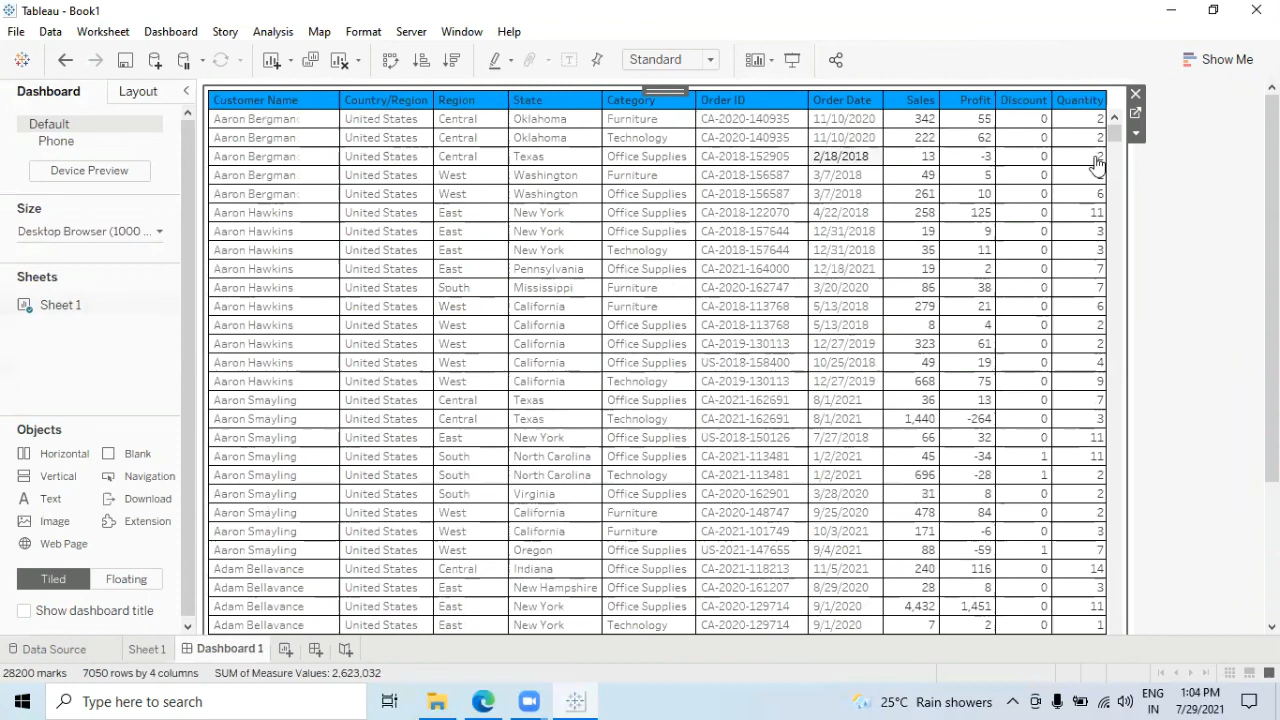 Tableau - Book1
File Data Worksheet Dashboard Story Analysis Map Format Server Window Help
Standard
Show Me
Dashboard Layout
Default
Phone
Device Preview
Size
Desktop Browser (1000 ...
Sheets
Sheet 1
Objects
Horizontal Blank
Vertical Navigation
Text Download
Image Extension
Web Page
Tiled Floating
Show dashboard title
Customer Name Country/Region Region State Category Order ID Order Date Sales Profit Discount Quantity
Aaron Bergman United States Central Oklahoma Furniture CA-2020-140935 11/10/2020 342 55 0 2
Aaron Bergman United States Central Oklahoma Technology CA-2020-140935 11/10/2020 222 62 0 2
Aaron Bergman United States Central Texas Office Supplies CA-2018-152905 2/18/2018 13 -3 0 2
Aaron Bergman United States West Washington Furniture CA-2018-156587 3/7/2018 49 5 0
Aaron Bergman United States West Washington Office Supplies CA-2018-156587 3/7/2018 261 10 0 6
Aaron Hawkins United States East New York Office Supplies CA-2018-122070 4/22/2018 258 125 0 11
Aaron Hawkins United States East New York Office Supplies CA-2018-157644 12/31/2018 19 9 0 3
Aaron Hawkins United States East New York Technology CA-2018-157644 12/31/2018 35 11 0 3
Aaron Hawkins United States East Pennsylvania Office Supplies CA-2021-164000 12/18/2021 19 2 0 7
Aaron Hawkins United States South Mississippi Furniture CA-2020-162747 3/20/2020 86 38 0 7
Aaron Hawkins United States West California Furniture CA-2018-113768 5/13/2018 279 21 0 6
Aaron Hawkins United States West California Office Supplies CA-2018-113768 5/13/2018 8 4 0 2
Aaron Hawkins United States West California Office Supplies CA-2019-130113 12/27/2019 323 61 0 2
Aaron Hawkins United States West California Office Supplies US-2018-158400 10/25/2018 49 19 0 4
Aaron Hawkins United States West California Technology CA-2019-130113 12/27/2019 668 75 0 9
Aaron Smayling United States Central Texas Office Supplies CA-2021-162691 8/1/2021 36 13 0 7
Aaron Smayling United States Central Texas Technology CA-2021-162691 8/1/2021 1,440 -264 0 3
Aaron Smayling United States East New York Office Supplies US-2018-150126 7/27/2018 66 32 0 11
Aaron Smayling United States South North Carolina Office Supplies CA-2021-113481 1/2/2021 45 -34 1 11
Aaron Smayling United States South North Carolina Technology CA-2021-113481 1/2/2021 696 -28 1 2
Aaron Smayling United States South Virginia Office Supplies CA-2020-162901 3/28/2020 31 8 0 2
Aaron Smayling United States West California Furniture CA-2020-148747 9/25/2020 478 84 0 2
Aaron Smayling United States West California Furniture CA-2021-101749 10/3/2021 171 -6 0 3
Aaron Smayling United States West Oregon Office Supplies US-2021-147655 9/4/2021 88 -59 1 7
Adam Bellavance United States Central Indiana Office Supplies CA-2021-118213 11/5/2021 240 116 0 14
Adam Bellavance United States East New Hampshire Office Supplies CA-2020-161207 8/29/2020 28 8 0 3
Adam Bellavance United States East New York Office Supplies CA-2020-129714 9/1/2020 4,432 1,451 0 11
Adam Bellavance United States East New York Technology CA-2020-129714 9/1/2020 7 2 0 1
Data Source Sheet 1 Dashboard 1
28200 marks 7050 rows by 4 columns SUM of Measure Values: 2,623,032
Type here to search
25°C Rain showers
ENG
IN
1:04 PM
7/29/2021